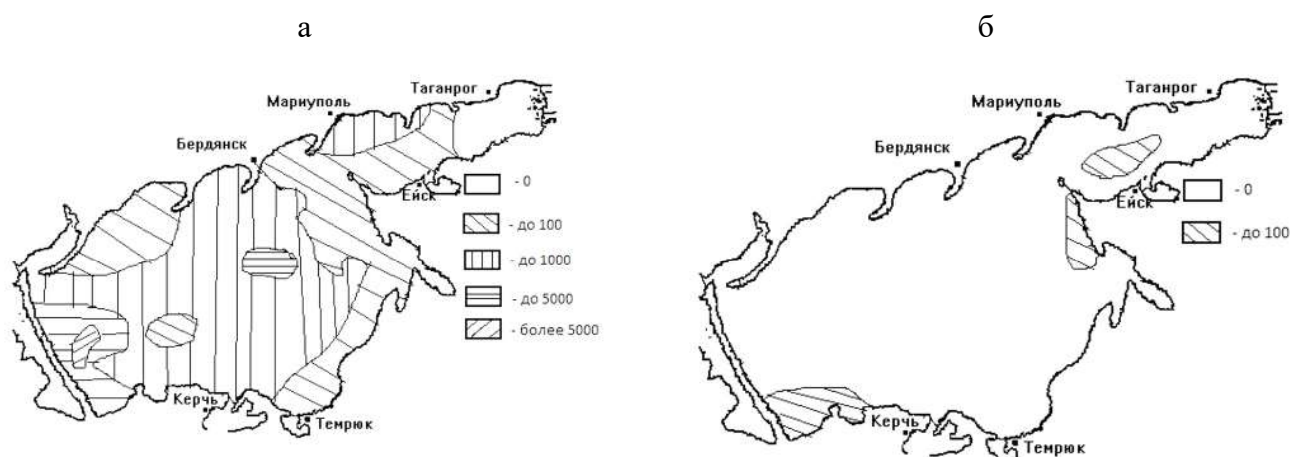 а
Таганрог
Мариуполь
Бердянск
Ейск
Керчь
Темрюк
- 0
- до 100
- до 1000
- до 5000
- более 5000
б
Таганрог
Мариуполь
Бердянск
Ейск
Керчь
Темрюк
- 0
- до 100